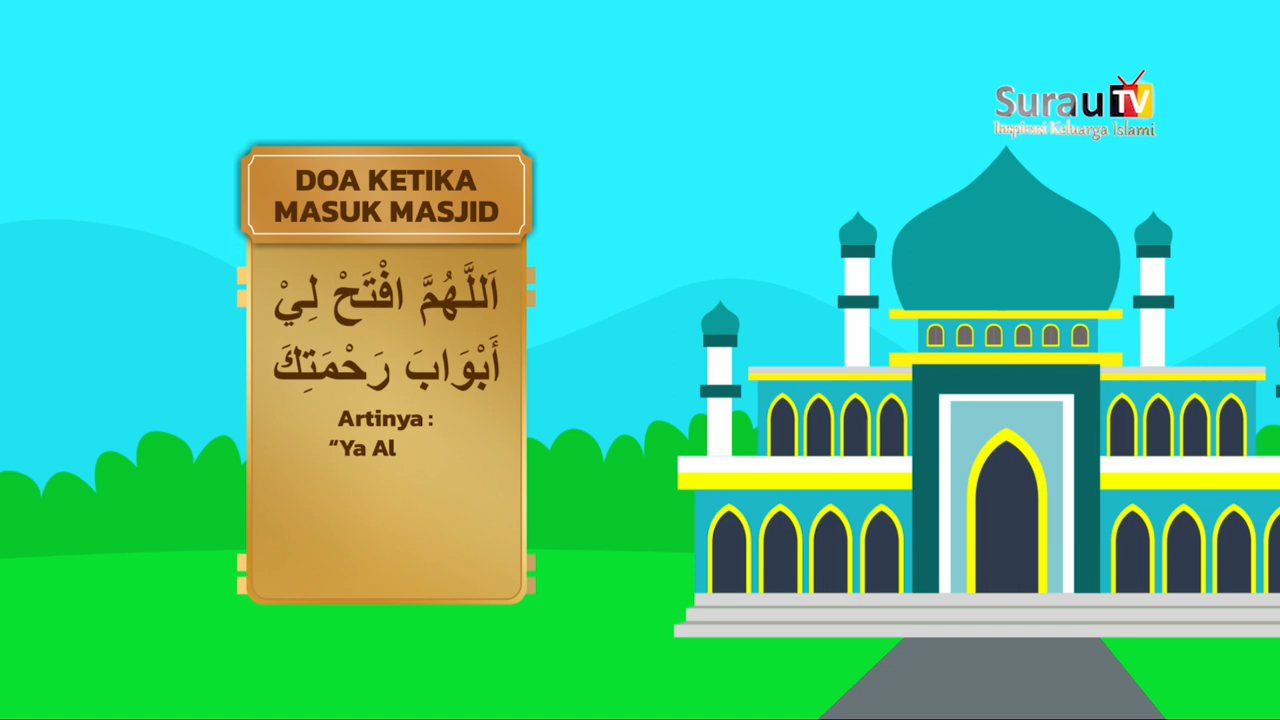 Surau TV
Inspirasi Keluarga Islami
DOA KETIKA
MASUK MASJID
اَللَّهُمَّ افْتَحْ لِيْ
أَبْوَابَ رَحْمَتِكَ
Artinya :
“Ya Al